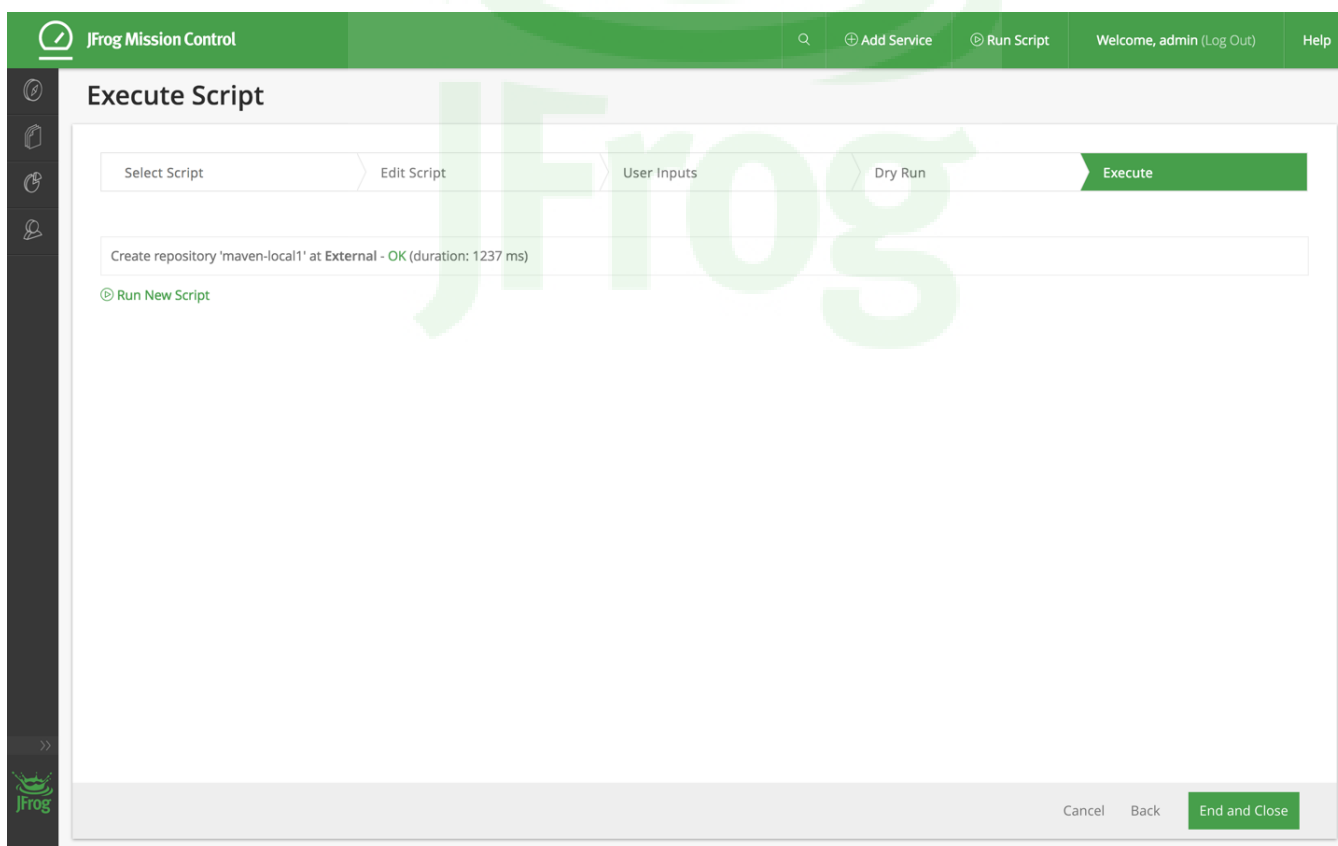 JFrog Mission Control
Add Service
Run Script
Welcome, admin (Log Out)
Help
Execute Script
Select Script
Edit Script
User Inputs
Dry Run
Execute
Create repository 'maven-local1' at External - OK (duration: 1237 ms)
Run New Script
JFrog
JFrog
Cancel
Back
End and Close